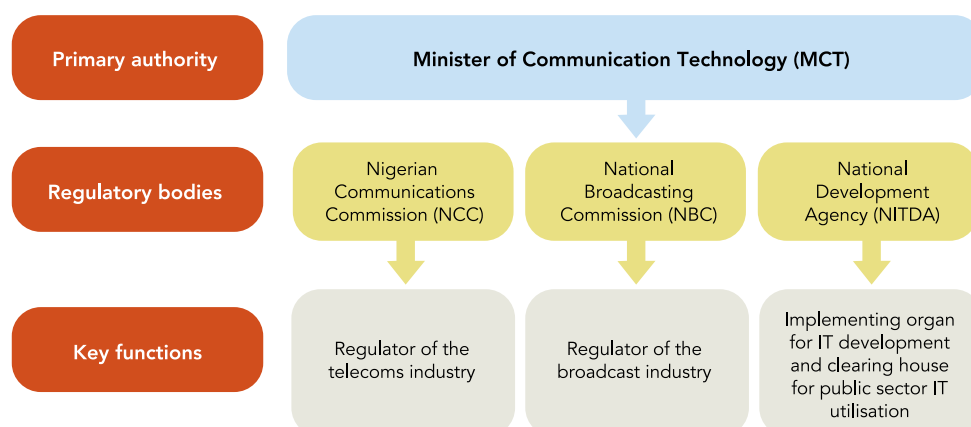 Primary authority
Minister of Communication Technology (MCT)
Regulatory bodies
Nigerian
Communications
Commission (NCC)
National
Broadcasting
Commission (NBC)
National
Development
Agency (NITDA)
Key functions
Regulator of the
telecoms industry
Regulator of the
broadcast industry
Implementing organ
for IT development
and clearing house
for public sector IT
utilisation